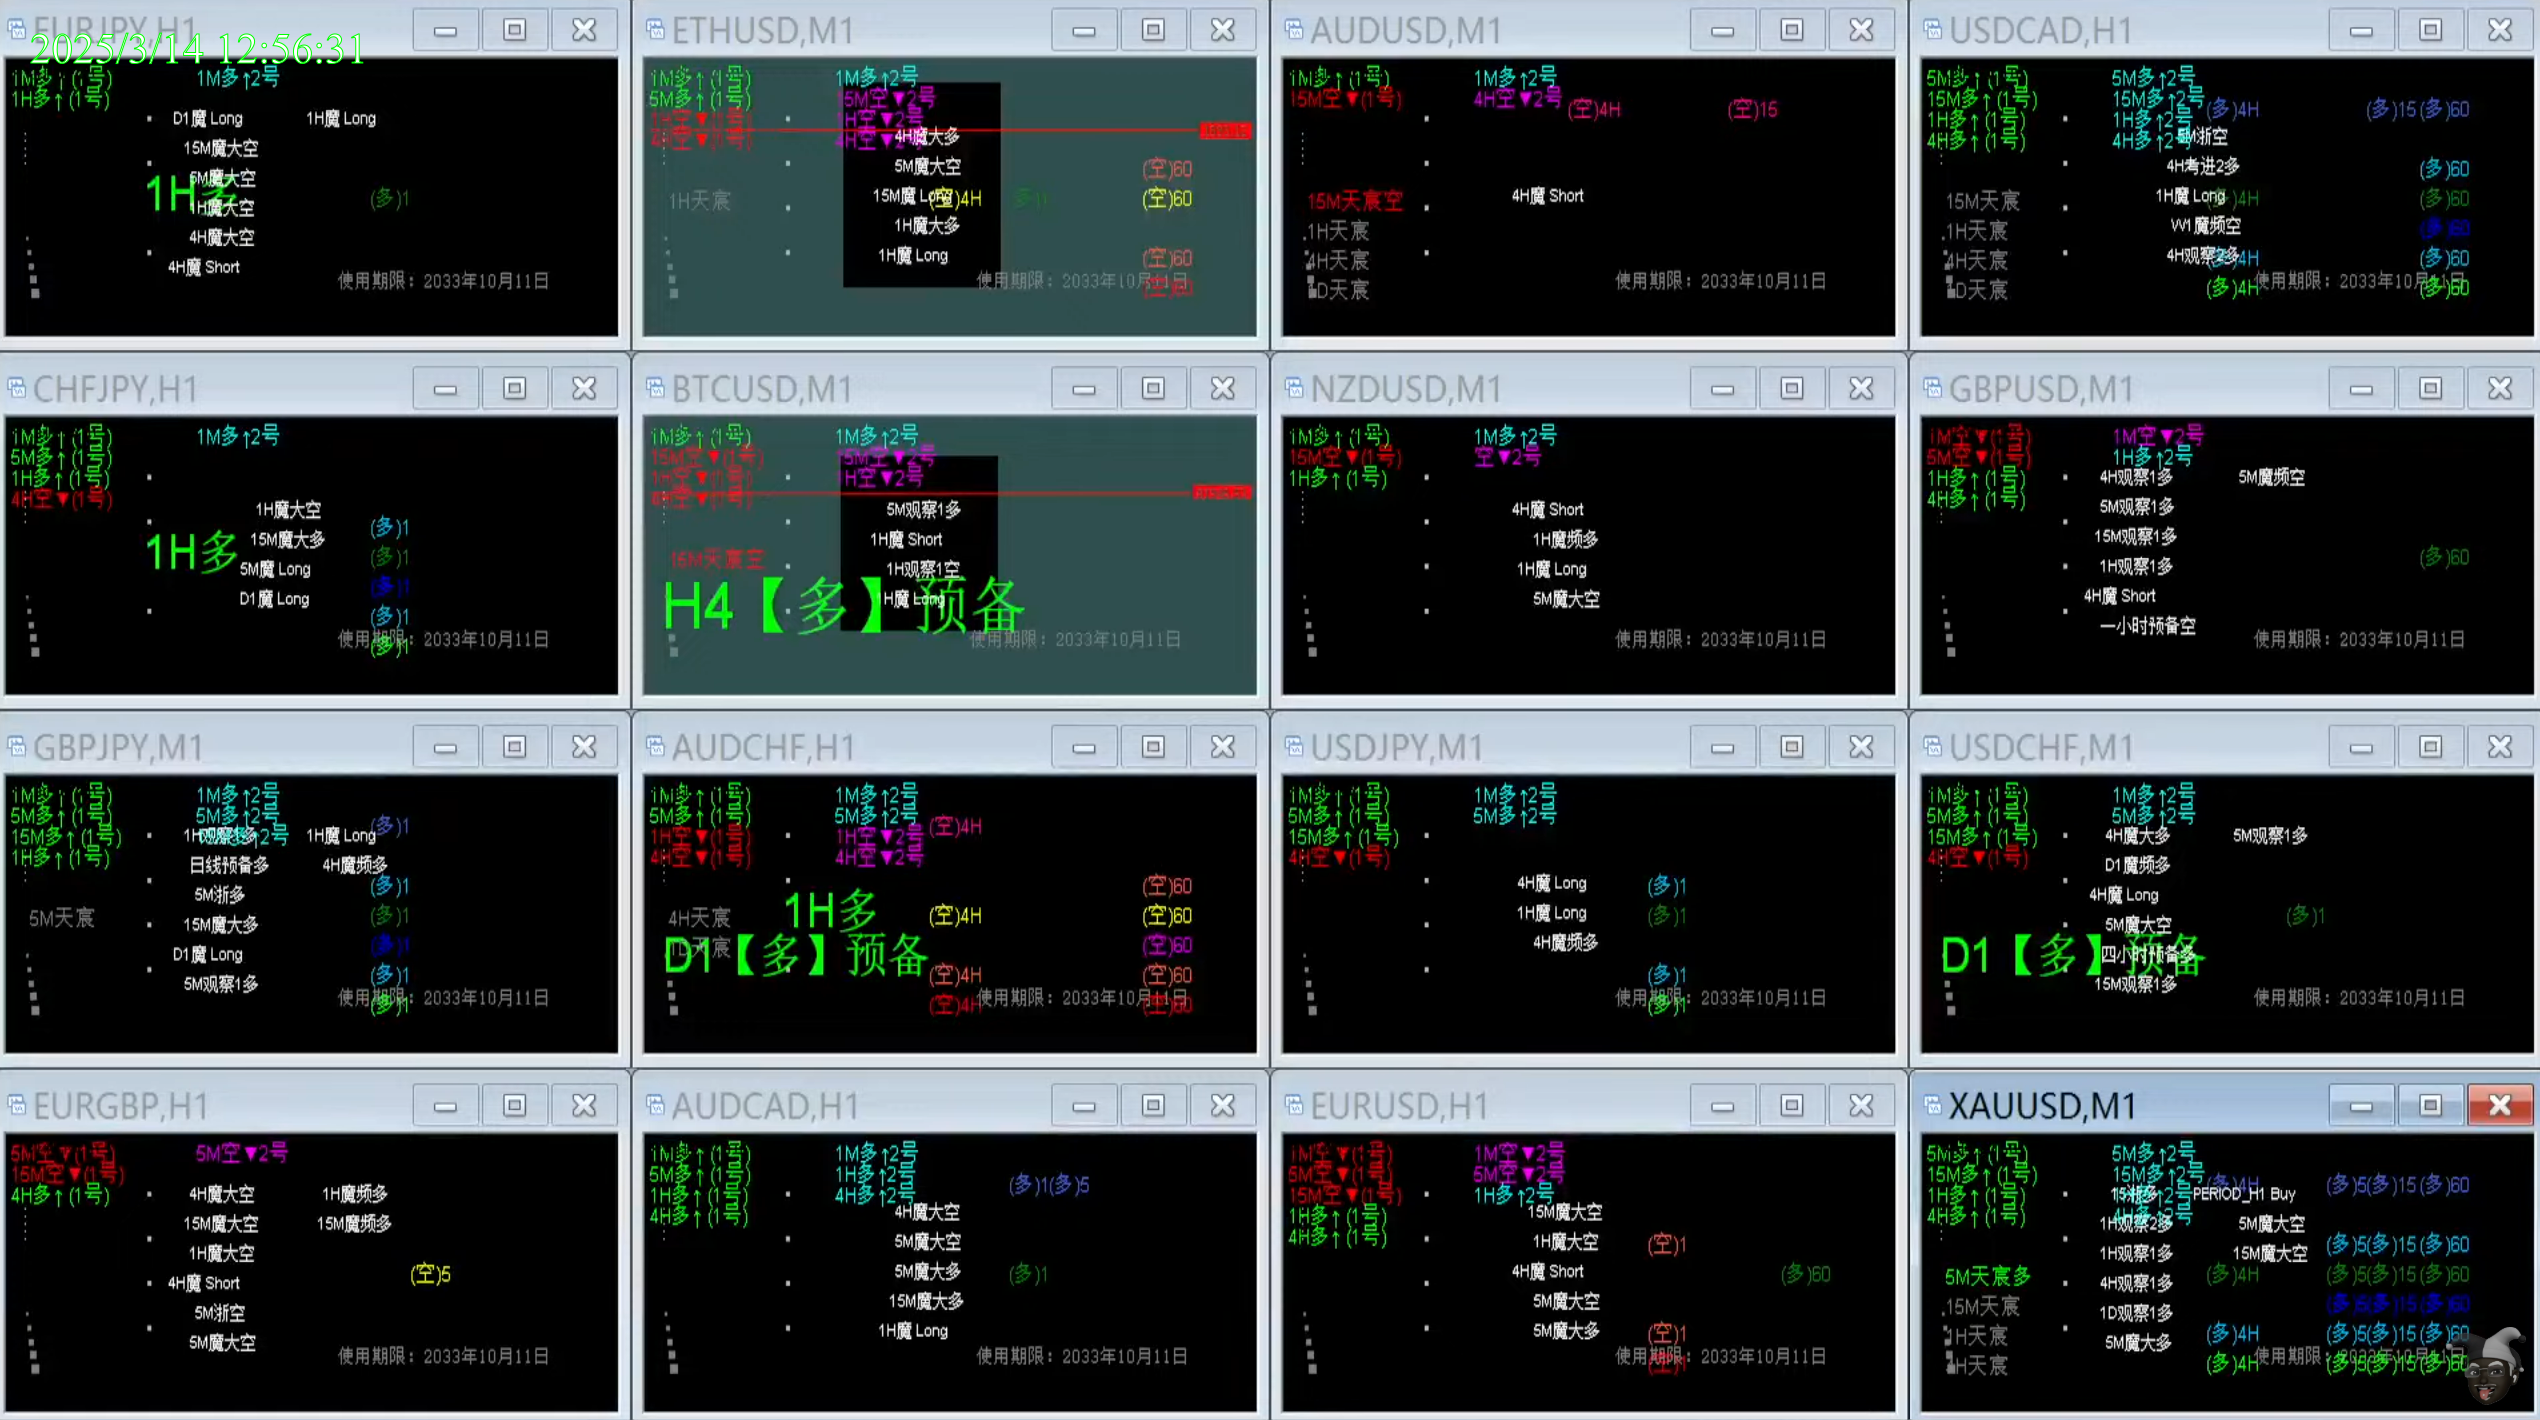 EURJPY,H1
2025/3/14 12:56:31
1M多↑(1号) 1M多↑2号
1H多↑(1号)
D1魔 Long 1H魔 Long
15M魔大空
5M魔大空
1H多 (多)1
1H魔大空
4H魔大空
4H魔 Short
使用期限：2033年10月11日
ETHUSD,M1
1M多↑(1号) 1M多↑2号
5M多↑(1号) 15M空▼2号
1H空▼(1号) 1H空▼2号
4H空▼(1号) 4H空▼2号
4H魔大多
5M魔大空 (空)60
1H天宸 15M魔 Long (空)4H (空)60
1H魔大多
1H魔 Long (空)60
使用期限：2033年10月11日
(空)60
AUDUSD,M1
1M多↑(1号) 1M多↑2号
15M空▼(1号) 4H空▼2号 (空)4H (空)15
15M天宸空 4H魔 Short
1H天宸
4H天宸
D天宸 使用期限：2033年10月11日
USDCAD,H1
5M多↑(1号) 5M多↑2号
15M多↑(1号) 15M多↑2号 (多)4H (多)15(多)60
1H多↑(1号) 1H多↑2号
4H多↑(1号) 4H多↑2号 5M浙空
4H考进2多 (多)60
15M天宸 1H魔 Long (多)4H (多)60
1H天宸 W1魔频空 (多)60
4H天宸 4H观察2多 (多)4H (多)60
D天宸 (多)4H 使用期限：2033年10月11日 (多)60
CHFJPY,H1
1M多↑(1号) 1M多↑2号
5M多↑(1号)
1H多↑(1号)
4H空▼(1号)
1H魔大空 (多)1
1H多 15M魔大多 (多)1
5M魔 Long (多)1
D1魔 Long (多)1
使用期限：2033年10月11日
(多)1
BTCUSD,M1
1M多↑(1号) 1M多↑2号
15M空▼(1号) 15M空▼2号
1H空▼(1号) 1H空▼2号
4H空▼(1号)
5M观察1多
1H魔 Short
15M天宸空 1H观察1空
H4【多】预备 1H魔 Long
使用期限：2033年10月11日
NZDUSD,M1
1M多↑(1号) 1M多↑2号
15M空▼(1号) 空▼2号
1H多↑(1号)
4H魔 Short
1H魔频多
1H魔 Long
5M魔大空
使用期限：2033年10月11日
GBPUSD,M1
1M空▼(1号) 1M空▼2号
5M空▼(1号) 1H多↑2号
1H多↑(1号) 4H观察1多 5M魔频空
4H多↑(1号) 5M观察1多
15M观察1多
1H观察1多 (多)60
4H魔 Short
一小时预备空
使用期限：2033年10月11日
GBPJPY,M1
1M多↑(1号) 1M多↑2号
5M多↑(1号) 5M多↑2号 (多)1
15M多↑(1号) 1H观察1多 1H魔 Long
1H多↑(1号) 日线预备多 4H魔频多
5M浙多 (多)1
5M天宸 15M魔大多 (多)1
D1魔 Long (多)1
5M观察1多 (多)1
使用期限：2033年10月11日
(多)1
AUDCHF,H1
1M多↑(1号) 1M多↑2号
5M多↑(1号) 5M多↑2号 (空)4H
1H空▼(1号) 1H空▼2号
4H空▼(1号) 4H空▼2号
(空)60
4H天宸 1H多 (空)4H (空)60
1D天宸 D1【多】预备 (空)60
(空)4H (空)60
(空)4H 使用期限：2033年10月11日 (空)60
USDJPY,M1
1M多↑(1号) 1M多↑2号
5M多↑(1号) 5M多↑2号
15M多↑(1号)
4H空▼(1号)
4H魔 Long (多)1
1H魔 Long (多)1
4H魔频多
(多)1
使用期限：2033年10月11日
(多)1
USDCHF,M1
1M多↑(1号) 1M多↑2号
5M多↑(1号) 5M多↑2号
15M多↑(1号) 4H魔大多 5M观察1多
4H空▼(1号) D1魔频多
4H魔 Long
5M魔大空 (多)1
D1【多】预备 四小时预备多
15M观察1多
使用期限：2033年10月11日
EURGBP,H1
5M空▼(1号) 5M空▼2号
15M空▼(1号)
4H多↑(1号) 4H魔大空 1H魔频多
15M魔大空 15M魔频多
1H魔大空
4H魔 Short (空)5
5M浙空
5M魔大空
使用期限：2033年10月11日
AUDCAD,H1
1M多↑(1号) 1M多↑2号
5M多↑(1号) 1H多↑2号 (多)1(多)5
1H多↑(1号) 4H多↑2号
4H多↑(1号) 4H魔大空
5M魔大空
5M魔大多 (多)1
15M魔大多
1H魔 Long
使用期限：2033年10月11日
EURUSD,H1
1M空▼(1号) 1M空▼2号
5M空▼(1号) 5M空▼2号
15M空▼(1号) 1H多↑2号
1H多↑(1号) 15M魔大空
4H多↑(1号) 1H魔大空 (空)1
4H魔 Short (多)60
5M魔大空
5M魔大多 (空)1
使用期限：2033年10月11日
(空)1
XAUUSD,M1
5M多↑(1号) 5M多↑2号
15M多↑(1号) 15M多↑2号 (多)4H (多)5(多)15(多)60
1H多↑(1号) PERIOD_H1 Buy
4H多↑(1号) 4H多↑2号
1H观察2多 5M魔大空
1H观察1多 15M魔大空 (多)5(多)15(多)60
5M天宸多 4H观察1多 (多)4H (多)5(多)15(多)60
15M天宸 1D观察1多 (多)5(多)15(多)60
1H天宸 5M魔大多 (多)4H (多)5(多)15(多)60
4H天宸 (多)4H 使用期限： (多)5(多)15(多)60